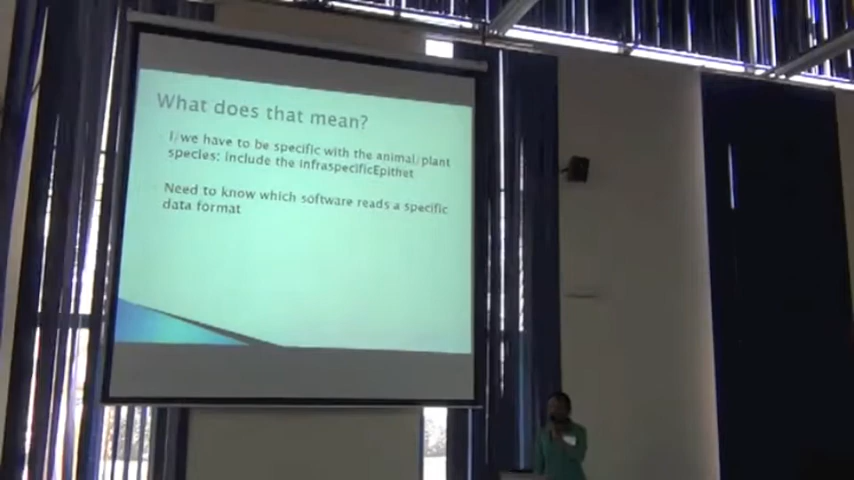 What does that mean?
I/we have to be specific with the animal/plant
species: include the infraspecificEpithet
Need to know which software reads a specific
data format